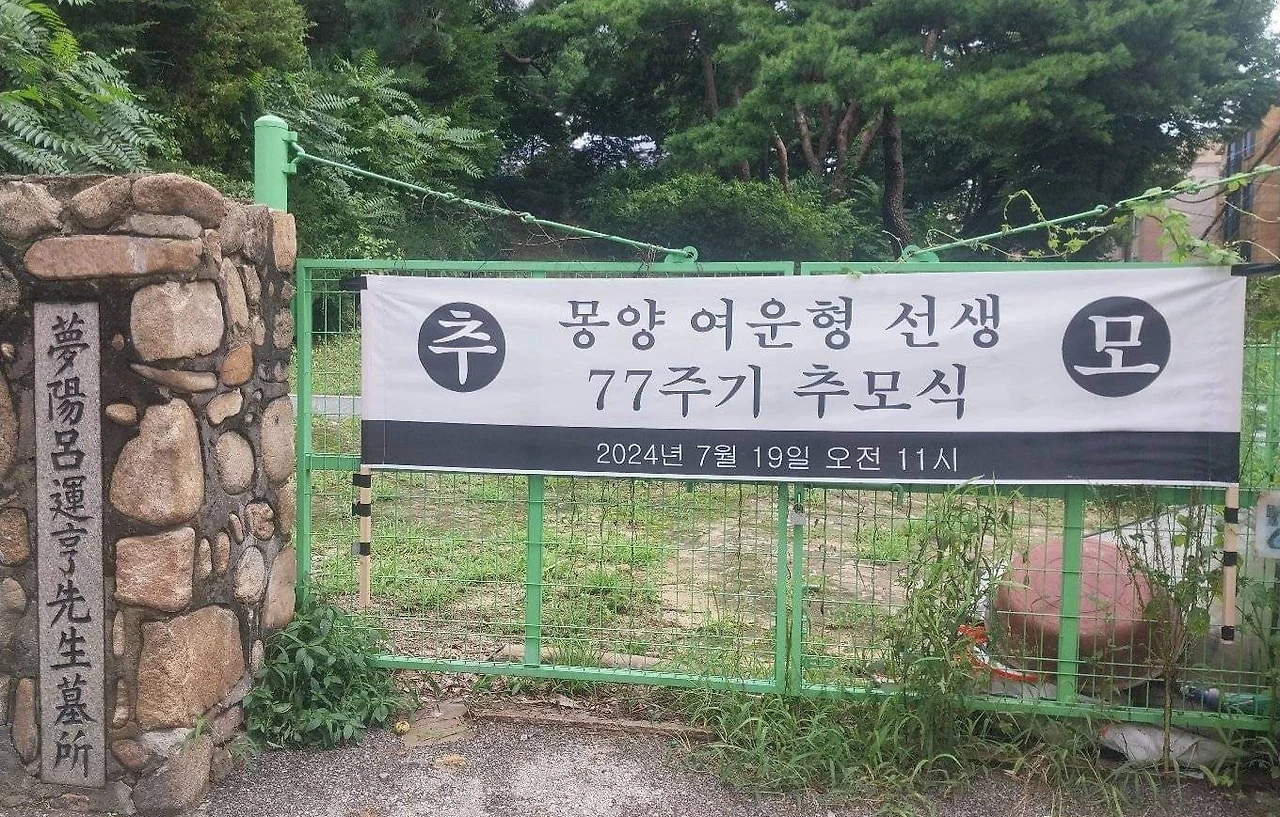 夢陽呂運亨先生墓所
추 모
몽양 여운형 선생
77주기 추모식
2024년 7월 19일 오전 11시